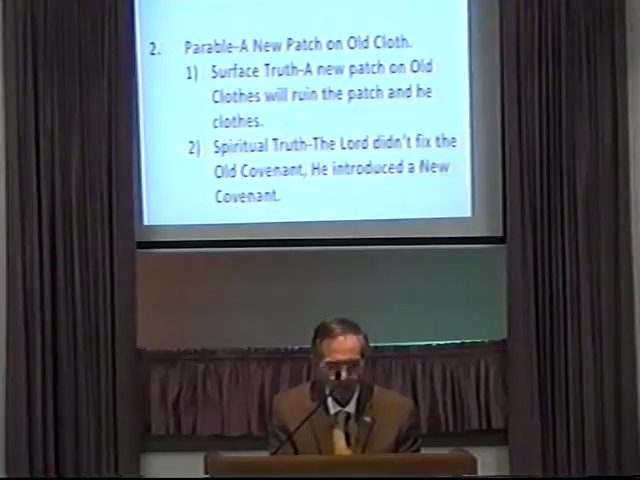 2. Parable-A New Patch on Old Cloth.
1) Surface Truth-A new patch on Old
Clothes will ruin the patch and he
clothes.
2) Spiritual Truth-The Lord didn't fix the
Old Covenant, He introduced a New
Covenant.